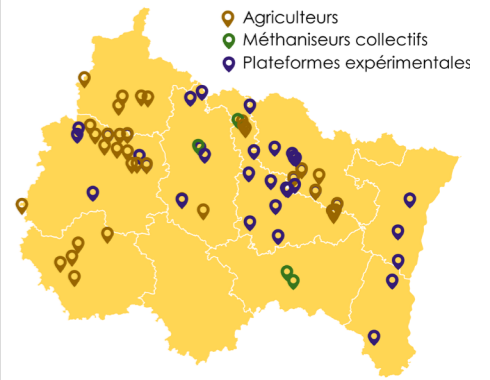 Agriculteurs
Méthaniseurs collectifs
Plateformes expérimentales